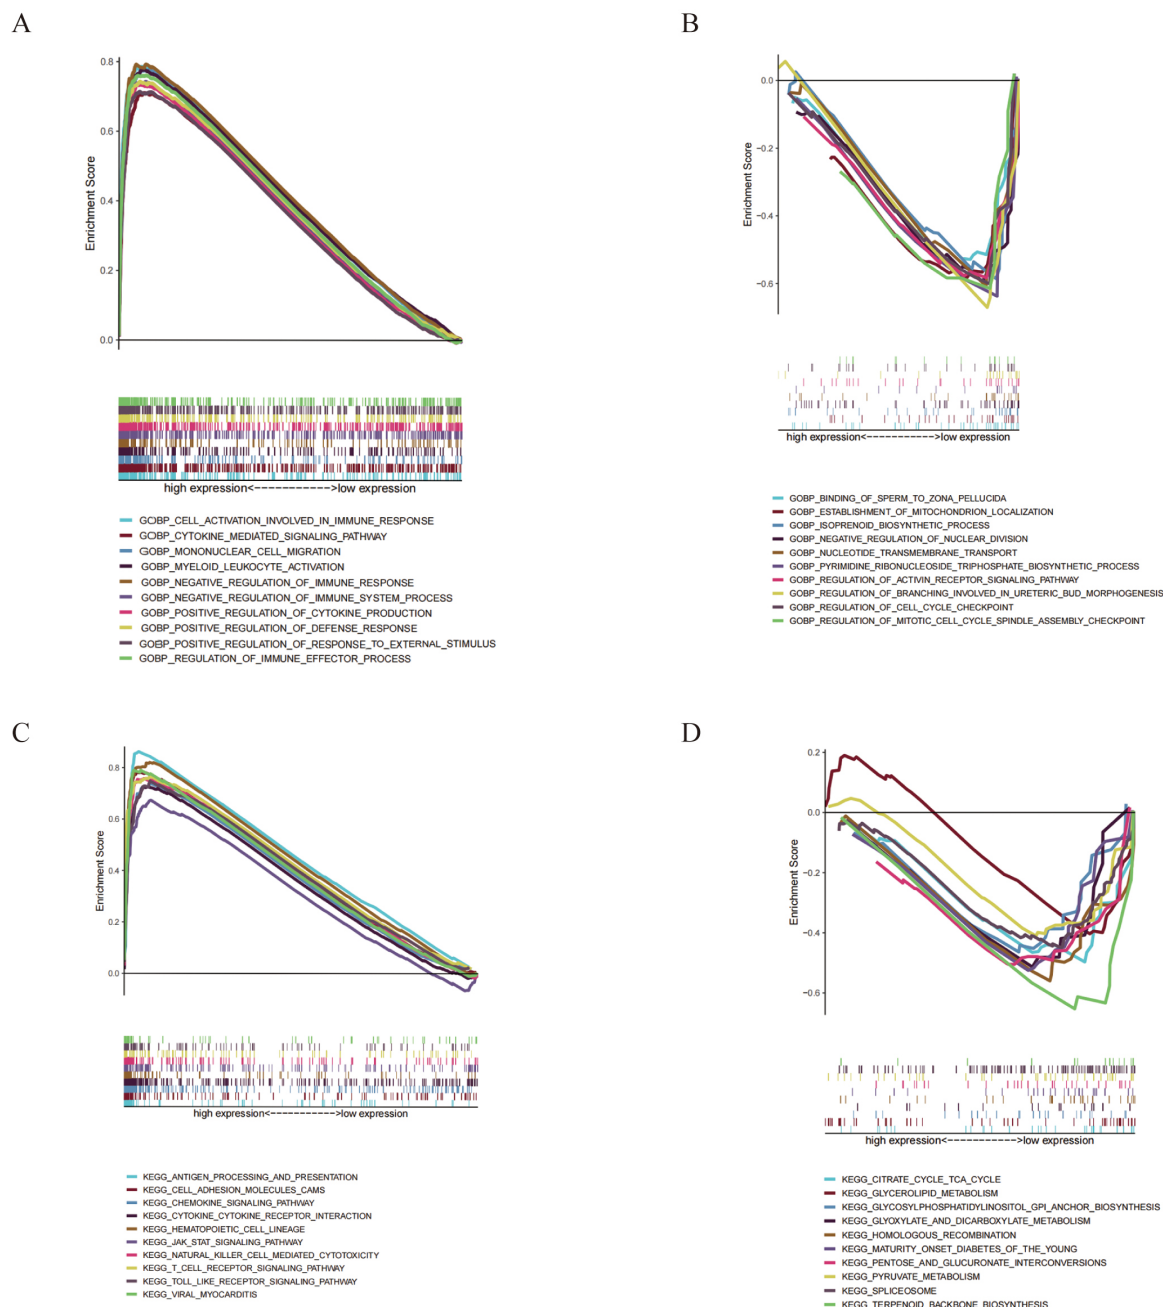 A
0.8
0.6
0.4
0.2
0.0
Enrichment Score
high expression<------------->low expression
GOBP_CELL_ACTIVATION_INVOLVED_IN_IMMUNE_RESPONSE
GOBP_CYTOKINE_MEDIATED_SIGNALING_PATHWAY
GOBP_MONONUCLEAR_CELL_MIGRATION
GOBP_MYELOID_LEUKOCYTE_ACTIVATION
GOBP_NEGATIVE_REGULATION_OF_IMMUNE_RESPONSE
GOBP_NEGATIVE_REGULATION_OF_IMMUNE_SYSTEM_PROCESS
GOBP_POSITIVE_REGULATION_OF_CYTOKINE_PRODUCTION
GOBP_POSITIVE_REGULATION_OF_DEFENSE_RESPONSE
GOBP_POSITIVE_REGULATION_OF_RESPONSE_TO_EXTERNAL_STIMULUS
GOBP_REGULATION_OF_IMMUNE_EFFECTOR_PROCESS
B
0.0
−0.2
−0.4
−0.6
Enrichment Score
high expression<------------->low expression
GOBP_BINDING_OF_SPERM_TO_ZONA_PELLUCIDA
GOBP_ESTABLISHMENT_OF_MITOCHONDRION_LOCALIZATION
GOBP_ISOPRENOID_BIOSYNTHETIC_PROCESS
GOBP_NEGATIVE_REGULATION_OF_NUCLEAR_DIVISION
GOBP_NUCLEOTIDE_TRANSMEMBRANE_TRANSPORT
GOBP_PYRIMIDINE_RIBONUCLEOSIDE_TRIPHOSPHATE_BIOSYNTHETIC_PROCESS
GOBP_REGULATION_OF_ACTIVIN_RECEPTOR_SIGNALING_PATHWAY
GOBP_REGULATION_OF_BRANCHING_INVOLVED_IN_URETERIC_BUD_MORPHOGENESIS
GOBP_REGULATION_OF_CELL_CYCLE_CHECKPOINT
GOBP_REGULATION_OF_MITOTIC_CELL_CYCLE_SPINDLE_ASSEMBLY_CHECKPOINT
C
0.8
0.6
0.4
0.2
0.0
Enrichment Score
high expression<------------->low expression
KEGG_ANTIGEN_PROCESSING_AND_PRESENTATION
KEGG_CELL_ADHESION_MOLECULES_CAMS
KEGG_CHEMOKINE_SIGNALING_PATHWAY
KEGG_CYTOKINE_CYTOKINE_RECEPTOR_INTERACTION
KEGG_HEMATOPOIETIC_CELL_LINEAGE
KEGG_JAK_STAT_SIGNALING_PATHWAY
KEGG_NATURAL_KILLER_CELL_MEDIATED_CYTOTOXICITY
KEGG_T_CELL_RECEPTOR_SIGNALING_PATHWAY
KEGG_TOLL_LIKE_RECEPTOR_SIGNALING_PATHWAY
KEGG_VIRAL_MYOCARDITIS
D
0.2
0.0
−0.2
−0.4
−0.6
Enrichment Score
high expression<------------->low expression
KEGG_CITRATE_CYCLE_TCA_CYCLE
KEGG_GLYCEROLIPID_METABOLISM
KEGG_GLYCOSYLPHOSPHATIDYLINOSITOL_GPI_ANCHOR_BIOSYNTHESIS
KEGG_GLYOXYLATE_AND_DICARBOXYLATE_METABOLISM
KEGG_HOMOLOGOUS_RECOMBINATION
KEGG_MATURITY_ONSET_DIABETES_OF_THE_YOUNG
KEGG_PENTOSE_AND_GLUCURONATE_INTERCONVERSIONS
KEGG_PYRUVATE_METABOLISM
KEGG_SPLICEOSOME
KEGG_TERPENOID_BACKBONE_BIOSYNTHESIS